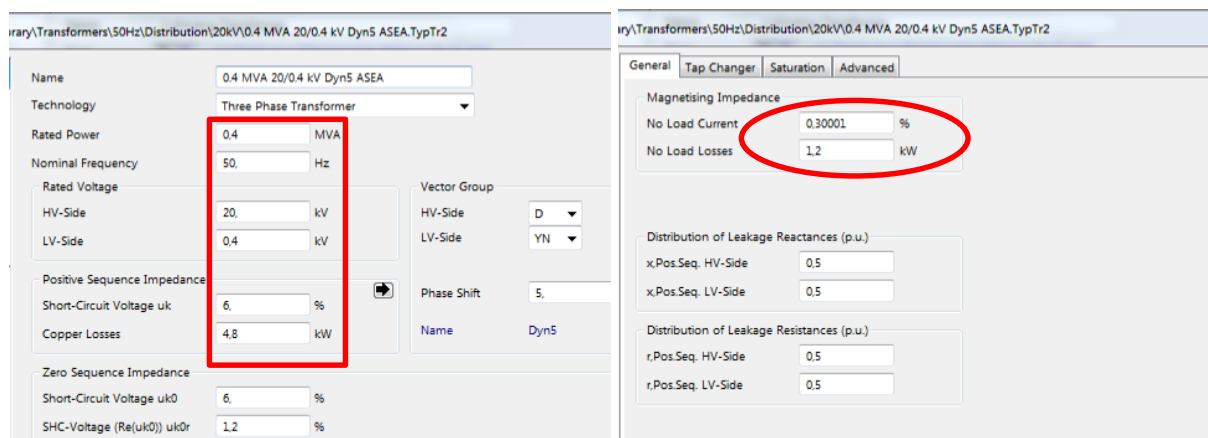 rary\Transformers\50Hz\Distribution\20kV\0.4 MVA 20/0.4 kV Dyn5 ASEA.TypTr2
Name 0.4 MVA 20/0.4 kV Dyn5 ASEA
Technology Three Phase Transformer
Rated Power 0,4 MVA
Nominal Frequency 50, Hz
Rated Voltage
HV-Side 20, kV
LV-Side 0,4 kV
Vector Group
HV-Side D
LV-Side YN
Positive Sequence Impedance
Short-Circuit Voltage uk 6, %
Copper Losses 4,8 kW
Phase Shift 5,
Name Dyn5
Zero Sequence Impedance
Short-Circuit Voltage uk0 6, %
SHC-Voltage (Re(uk0)) uk0r 1,2 %
ary\Transformers\50Hz\Distribution\20kV\0.4 MVA 20/0.4 kV Dyn5 ASEA.TypTr2
General Tap Changer Saturation Advanced
Magnetising Impedance
No Load Current 0,30001 %
No Load Losses 1,2 kW
Distribution of Leakage Reactances (p.u.)
x,Pos.Seq. HV-Side 0,5
x,Pos.Seq. LV-Side 0,5
Distribution of Leakage Resistances (p.u.)
r,Pos.Seq. HV-Side 0,5
r,Pos.Seq. LV-Side 0,5